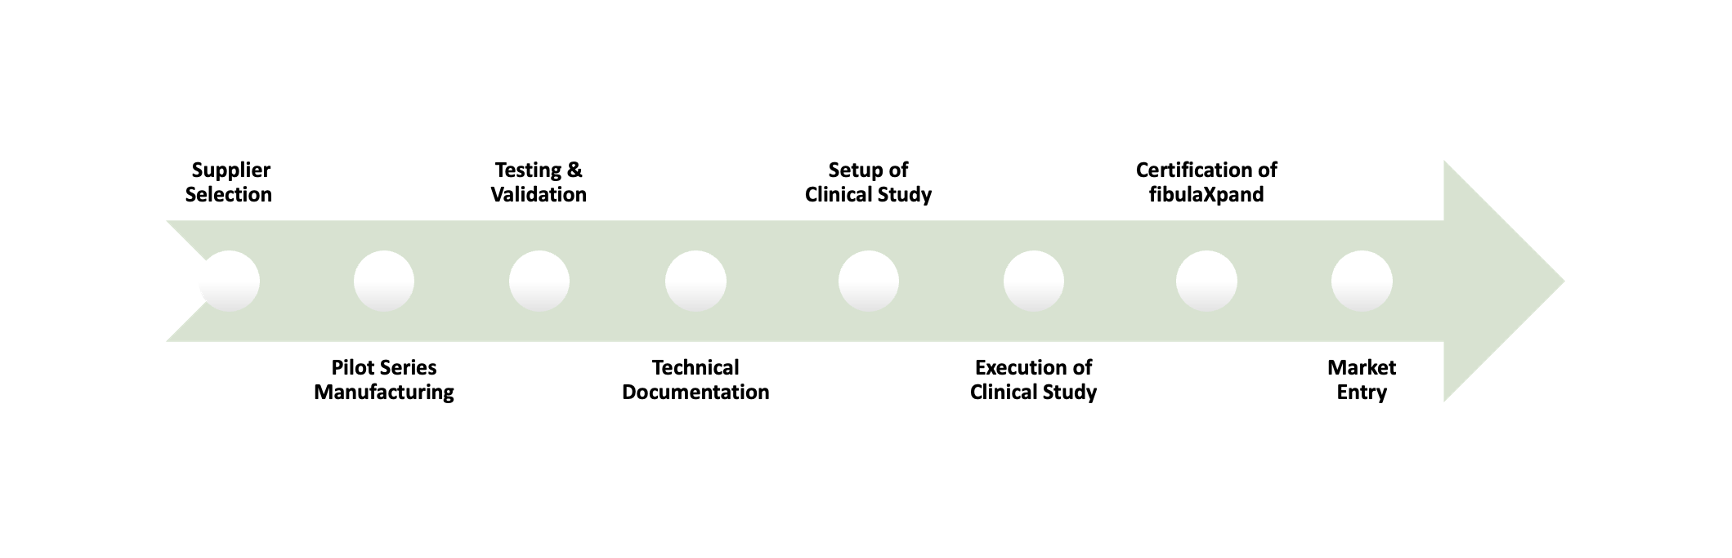 Supplier
Selection
Pilot Series
Manufacturing
Testing &
Validation
Technical
Documentation
Setup of
Clinical Study
Execution of
Clinical Study
Certification of
fibulaXpand
Market
Entry